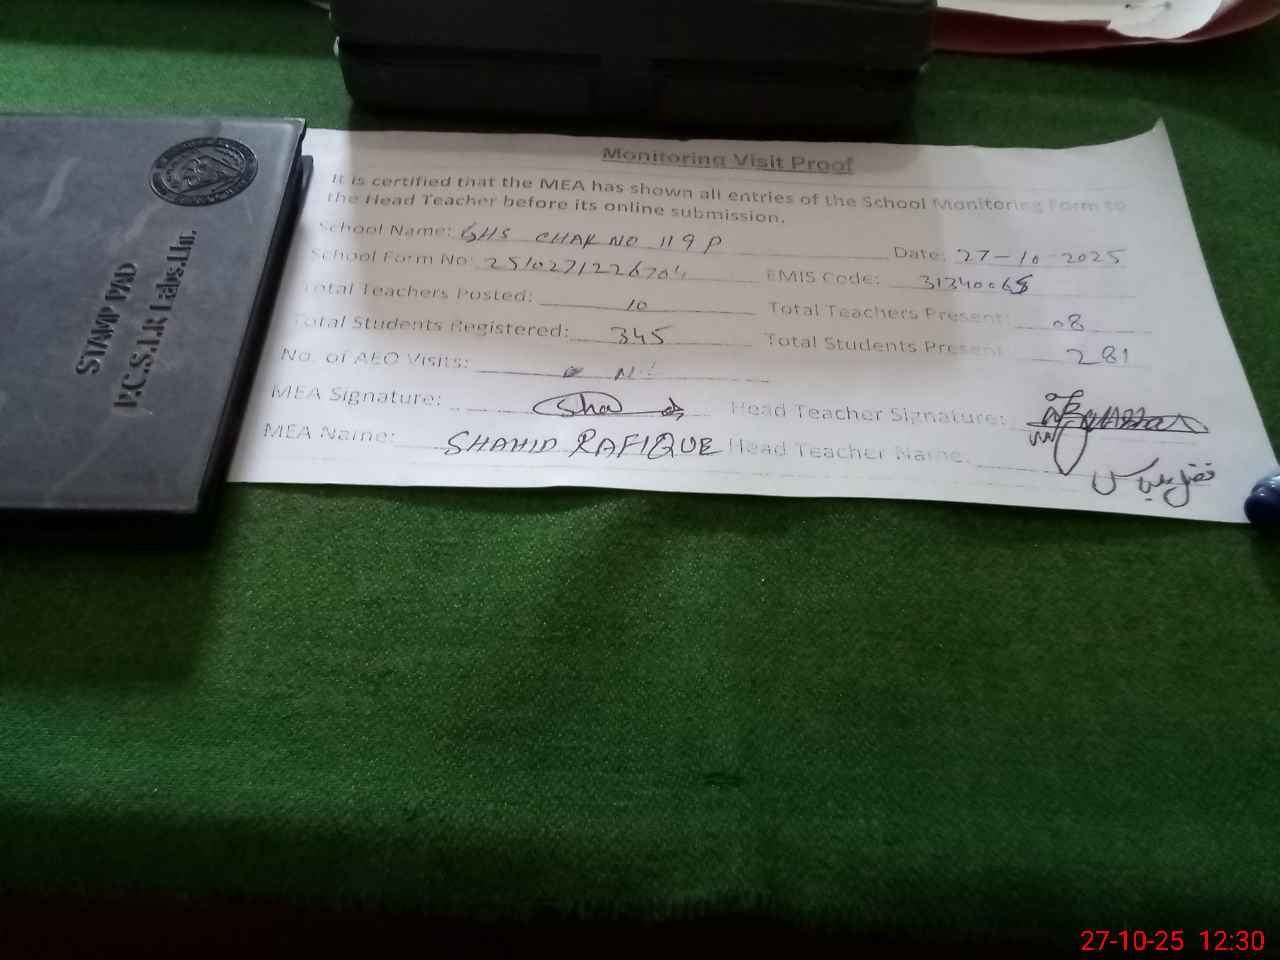 STAMP PAD
P.C.S.I.R Labs.Lhr.
Monitoring Visit Proof
It is certified that the MEA has shown all entries of the School Monitoring Form to
the Head Teacher before its online submission.
School Name: GHS CHAK NO 119 P Date: 27-10-2025
School Form No: EMIS Code:
Total Teachers Posted: 10 Total Teachers Present: 08
Total Students Registered: 345 Total Students Present: 281
No. of AEO Visits:
MEA Signature: Head Teacher Signature:
MEA Name: SHAHID RAFIQUE Head Teacher Name:
27-10-25 12:30